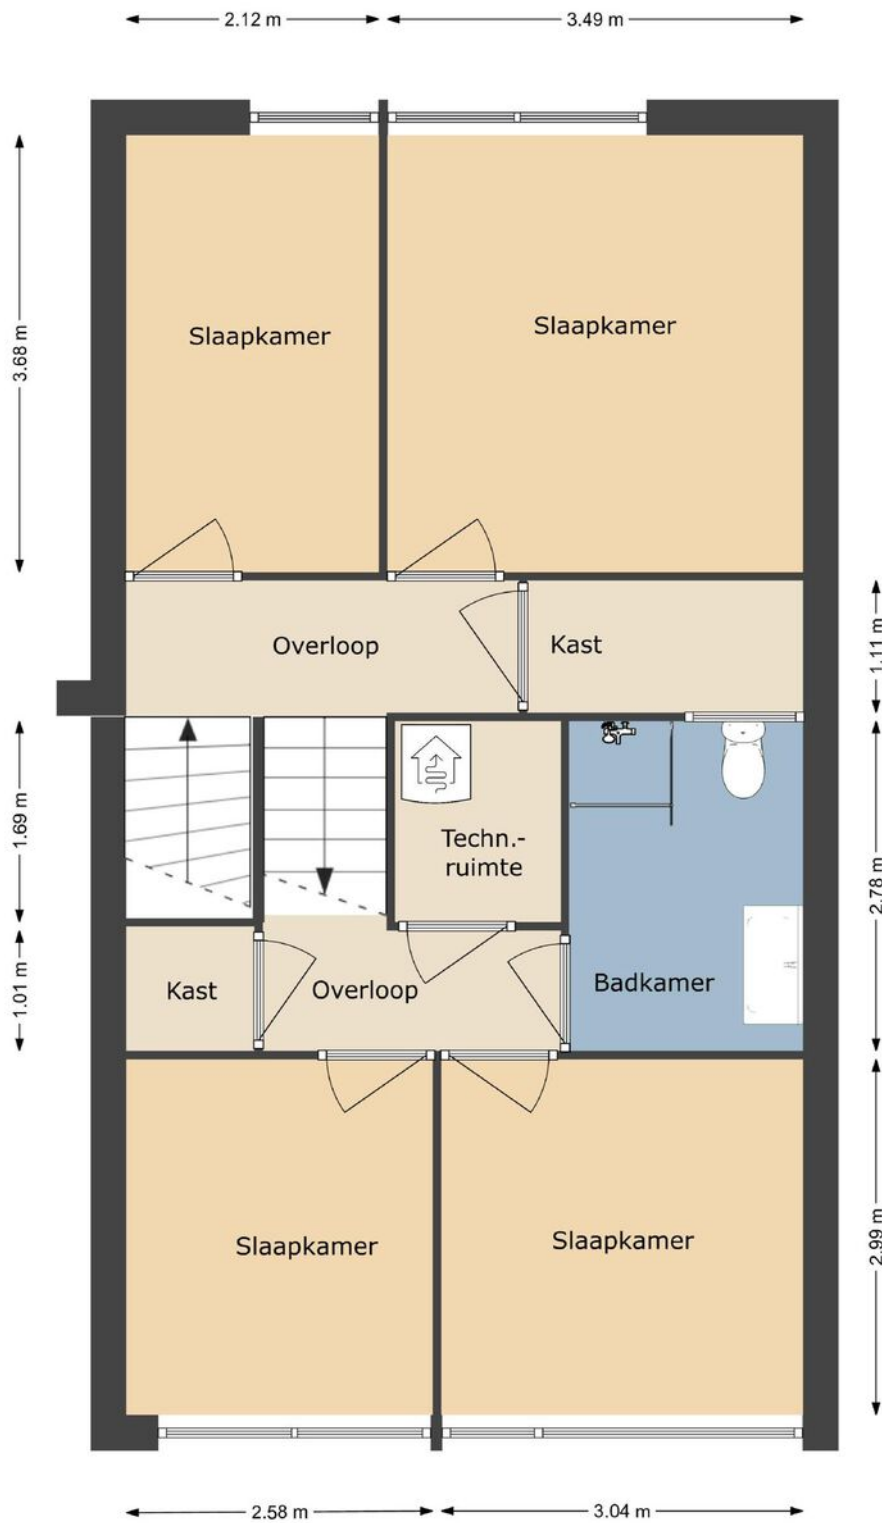 2.12 m
3.49 m
3.68 m
Slaapkamer
Slaapkamer
Overloop
Kast
1.11 m
1.69 m
Techn.-
ruimte
2.78 m
1.01 m
Kast
Overloop
Badkamer
Slaapkamer
Slaapkamer
2.99 m
2.58 m
3.04 m